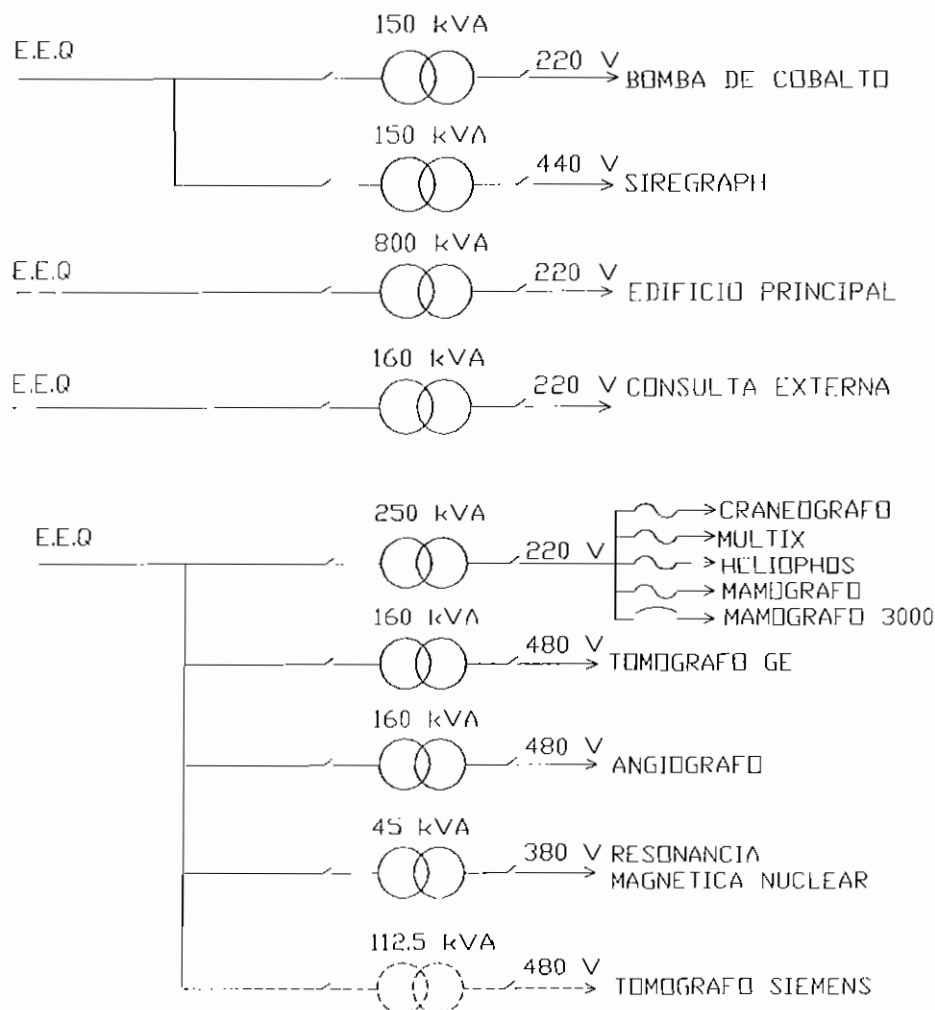 150 kVA
E.E.Q
220 V
BOMBA DE COBALTO
150 kVA
440 V
SIREGRAPH
800 kVA
E.E.Q
220 V
EDIFICIO PRINCIPAL
160 kVA
E.E.Q
220 V
CONSULTA EXTERNA
250 kVA
E.E.Q
220 V
CRANEOGRAFO
MULTIX
HELIOPHOS
MAMOGRAFO
MAMOGRAFO 3000
160 kVA
480 V
TOMOGRAFO GE
160 kVA
480 V
ANGIOGRAFO
45 kVA
380 V
RESONANCIA
MAGNETICA NUCLEAR
112.5 kVA
480 V
TOMOGRAFO SIEMENS